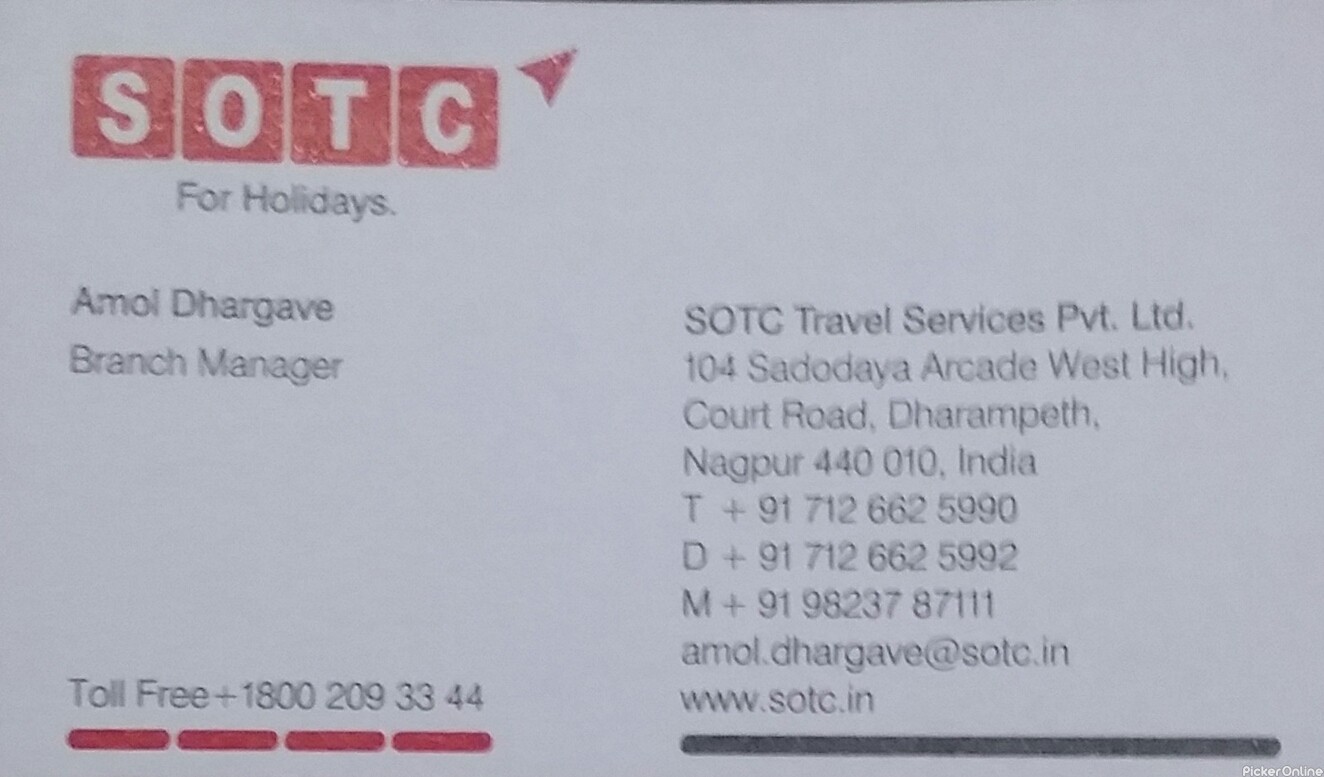 SOTC
For Holidays.
Amol Dhargave
Branch Manager
Toll Free+1800 209 33 44
SOTC Travel Services Pvt. Ltd.
104 Sadodaya Arcade West High,
Court Road, Dharampeth,
Nagpur 440 010, India
T + 91 712 662 5990
D + 91 712 662 5992
M + 91 98237 87111
amol.dhargave@sotc.in
www.sotc.in
PickerOnline